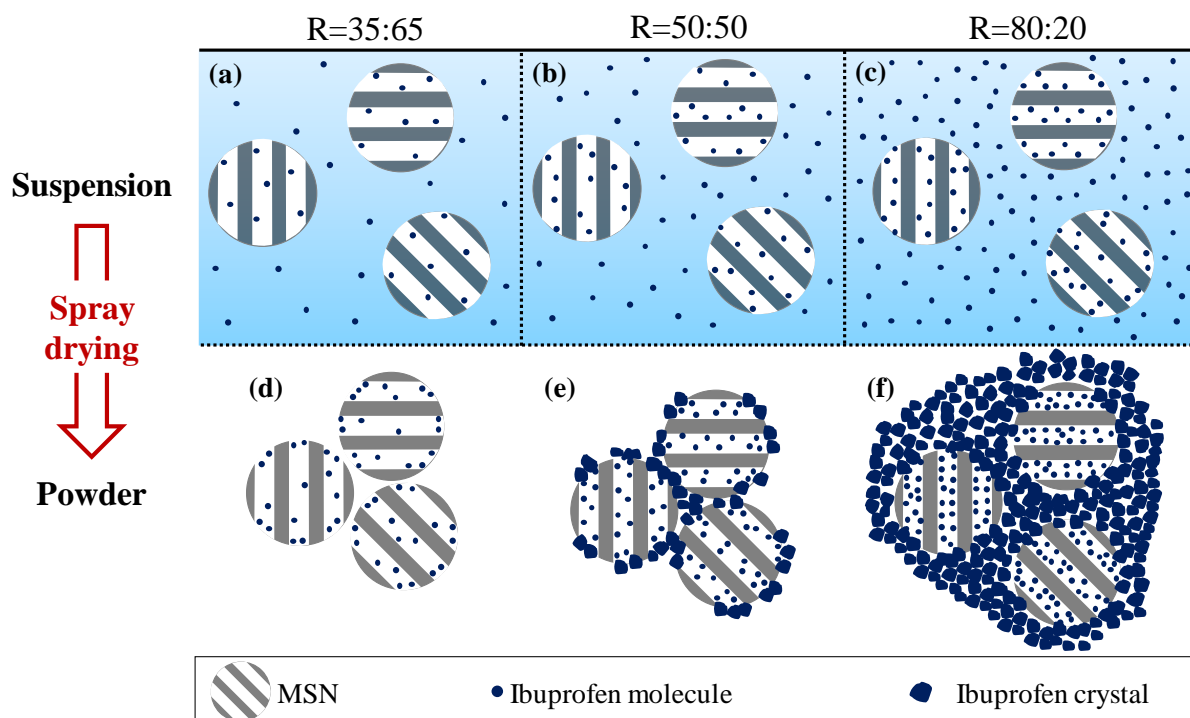 R=35:65
R=50:50
R=80:20
(a)
(b)
(c)
Suspension
Spray
drying
Powder
(d)
(e)
(f)
MSN
Ibuprofen molecule
Ibuprofen crystal